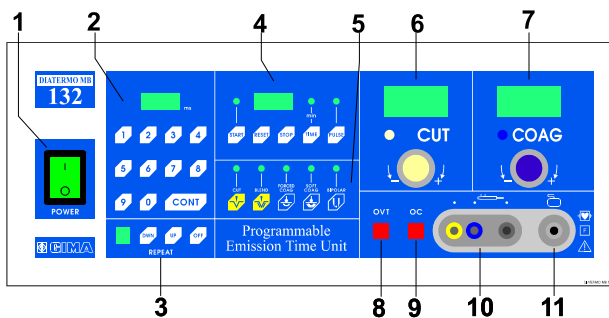 1
2
3
4
5
6
7
8
9
10
11
DIATERMO MB
132
POWER
GIMA
ms
1 2 3 4
5 6 7 8
9 0 CONT
DWN UP OFF
REPEAT
min
START RESET STOP TIME PULSE
CUT BLEND FORCED COAG SOFT COAG BIPOLAR
Programmable
Emission Time Unit
CUT
- +
COAG
- +
OVT OC
F